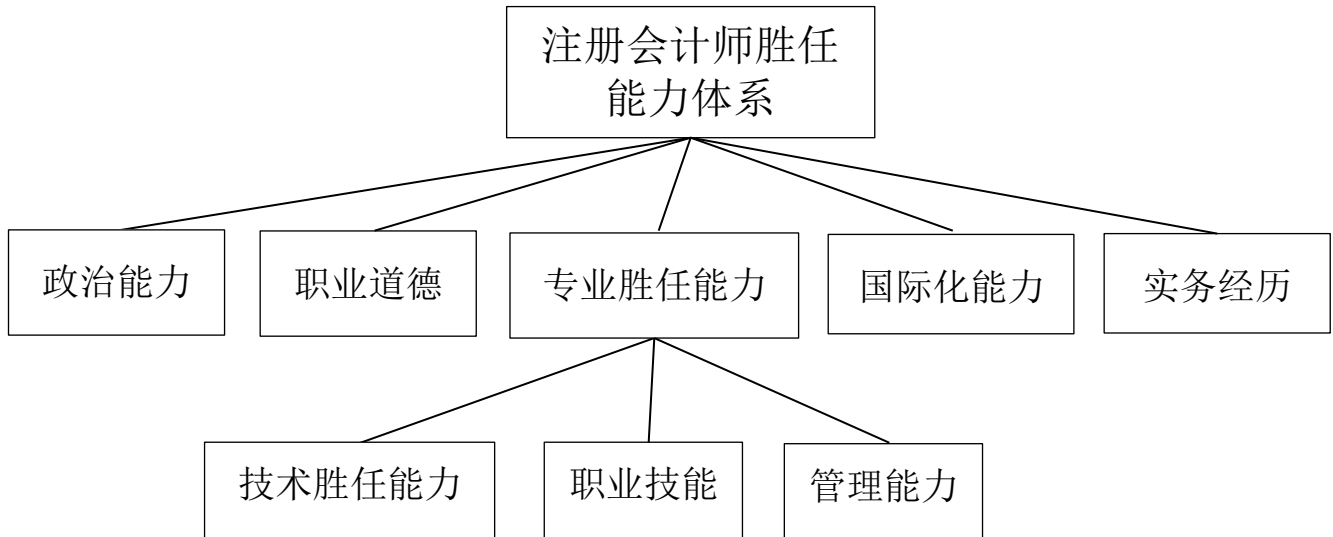 注册会计师胜任
能力体系
政治能力
职业道德
专业胜任能力
国际化能力
实务经历
技术胜任能力
职业技能
管理能力